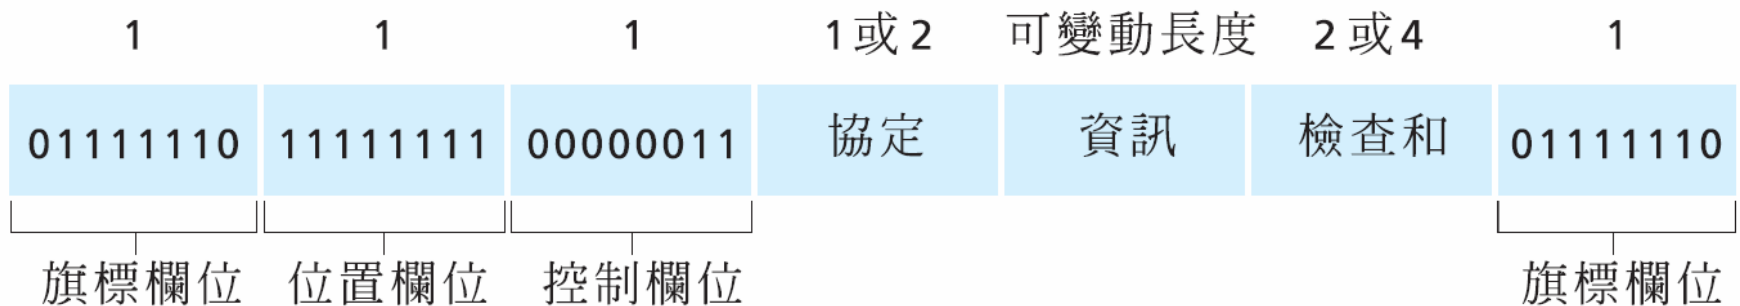 1 1 1 1或2 可變動長度 2或4 1
01111110 11111111 00000011 協定 資訊 檢查和 01111110
旗標欄位 位置欄位 控制欄位 旗標欄位